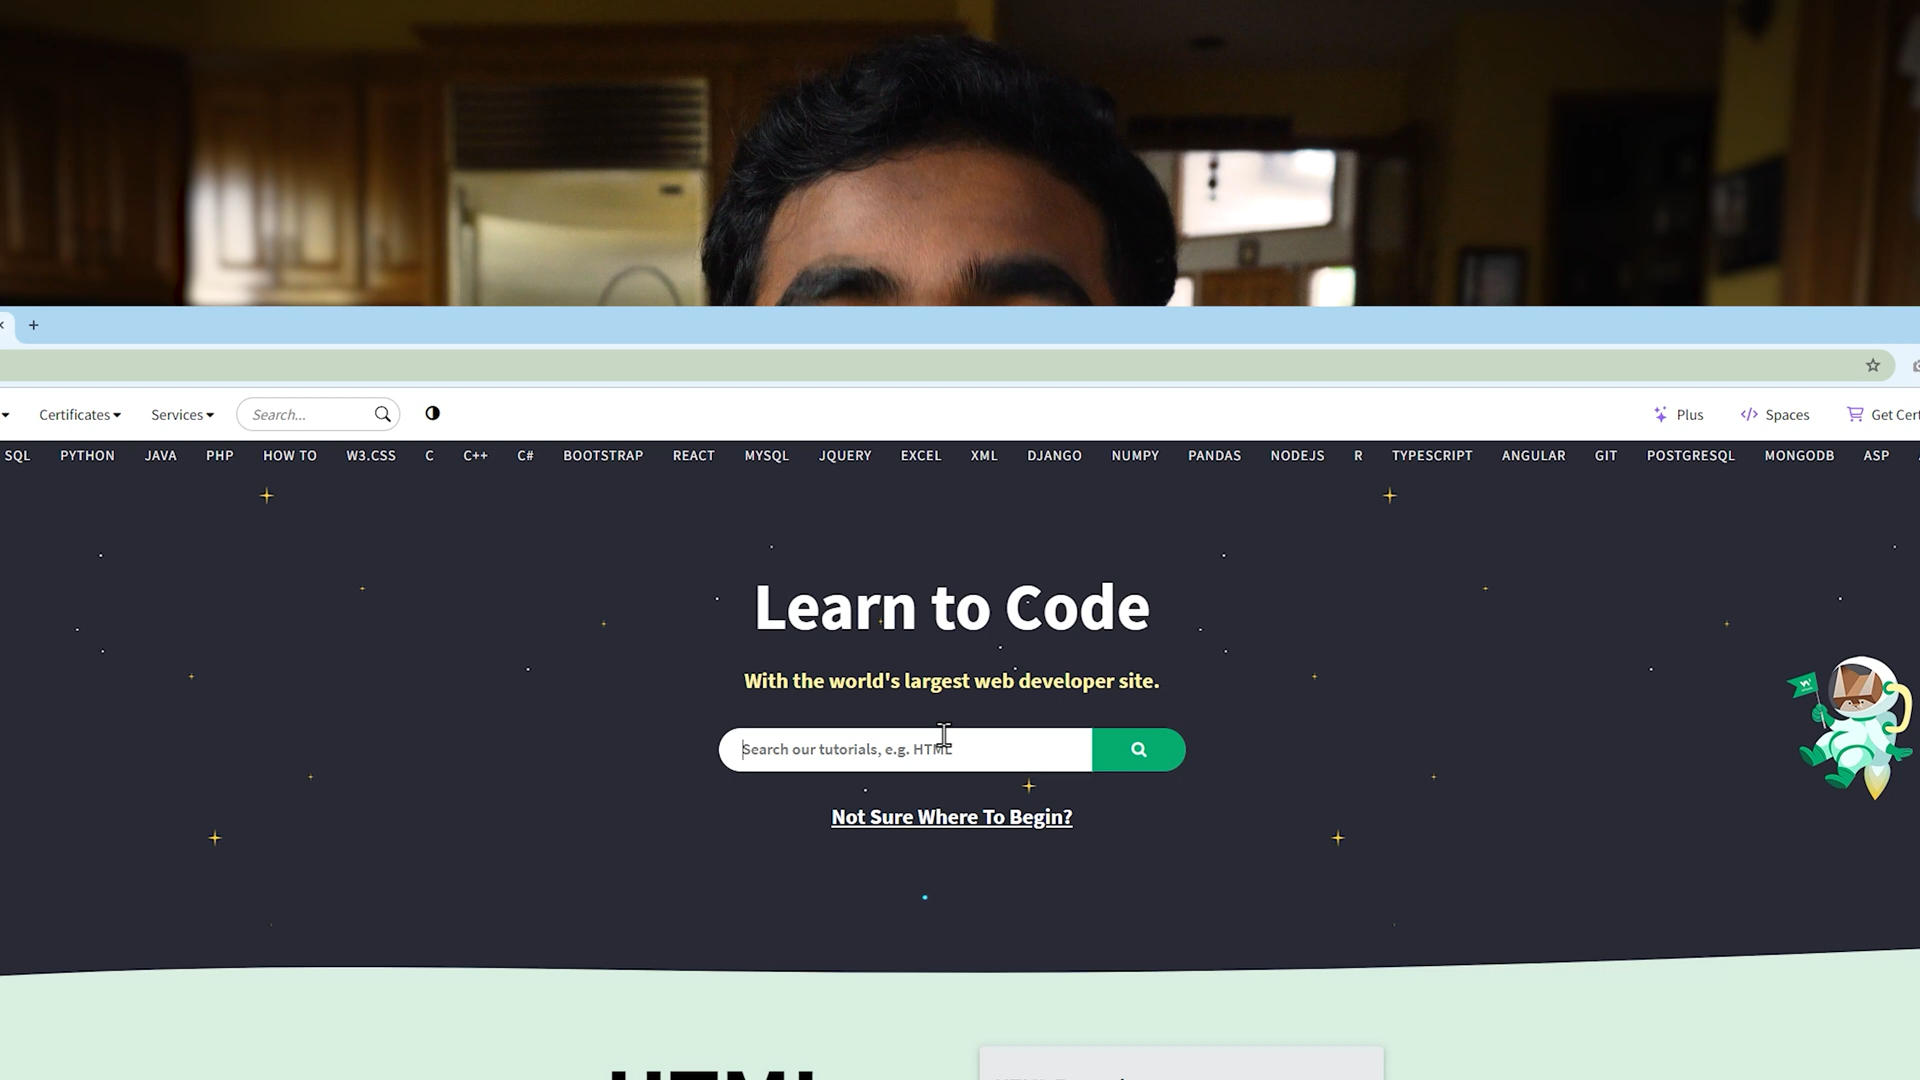 Certificates Services Search... Plus Spaces Get Cert
SQL PYTHON JAVA PHP HOW TO W3.CSS C C++ C# BOOTSTRAP REACT MYSQL JQUERY EXCEL XML DJANGO NUMPY PANDAS NODEJS R TYPESCRIPT ANGULAR GIT POSTGRESQL MONGODB ASP
Learn to Code
With the world's largest web developer site.
Search our tutorials, e.g. HTML
Not Sure Where To Begin?
HTML